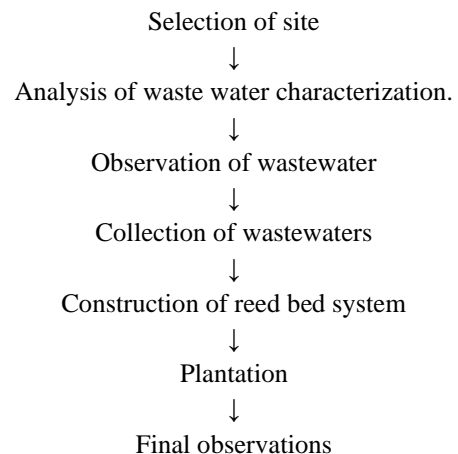 Selection of site
↓
Analysis of waste water characterization.
↓
Observation of wastewater
↓
Collection of wastewaters
↓
Construction of reed bed system
↓
Plantation
↓
Final observations